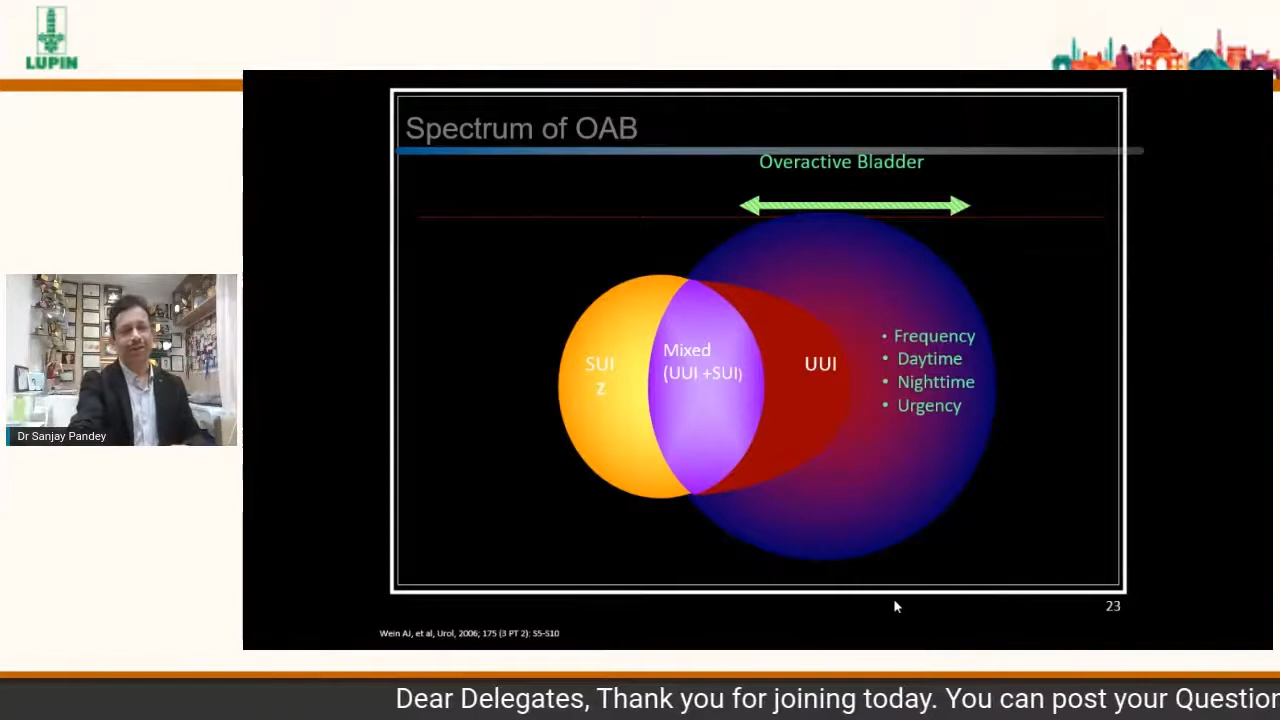 LUPIN
Spectrum of OAB
Overactive Bladder
SUI
z
Mixed
(UUI +SUI)
UUI
• Frequency
• Daytime
• Nighttime
• Urgency
Dr Sanjay Pandey
23
Wein AJ, et al, Urol, 2006; 175 (3 PT 2): S5-S10
Dear Delegates, Thank you for joining today. You can post your Question